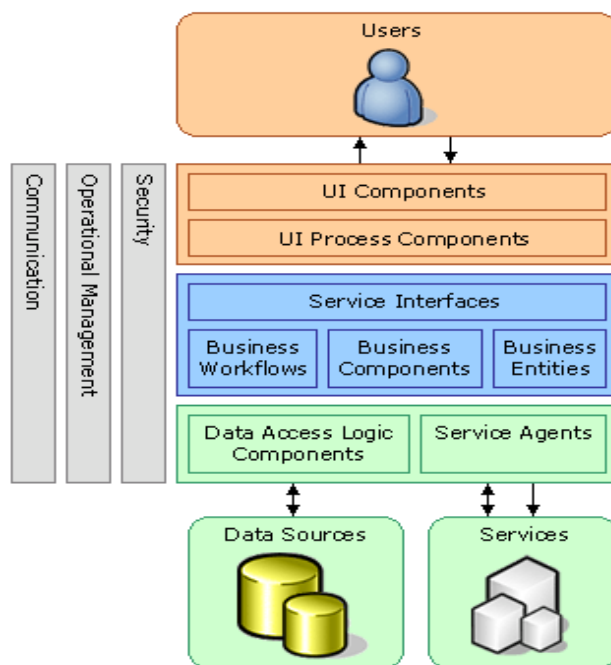 Users
Communication
Operational Management
Security
UI Components
UI Process Components
Service Interfaces
Business
Workflows
Business
Components
Business
Entities
Data Access Logic
Components
Service Agents
Data Sources
Services